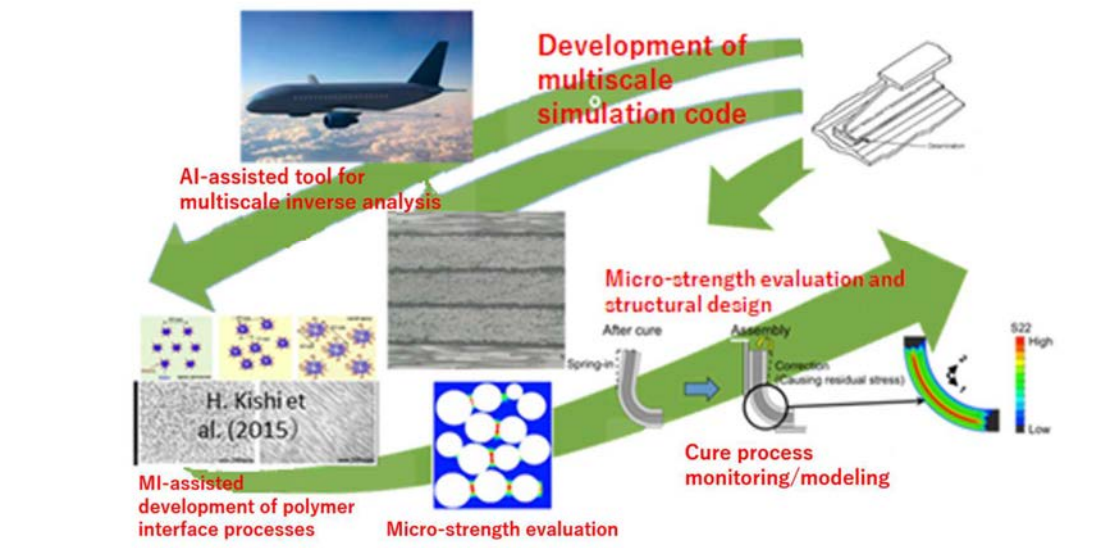 Development of
multiscale
simulation code
AI-assisted tool for
multiscale inverse analysis
Delamination
Micro-strength evaluation and
structural design
After cure
Assembly
Spring-in
Correction
(Causing residual stress)
S22
High
Low
H. Kishi et
al. (2015)
Cure process
monitoring/modeling
MI-assisted
development of polymer
interface processes
Micro-strength evaluation